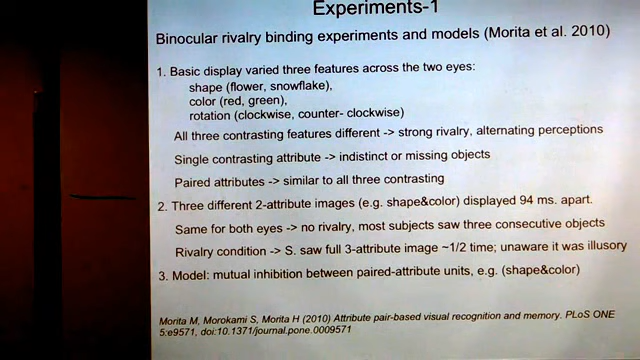 Experiments-1
Binocular rivalry binding experiments and models (Morita et al. 2010)
1. Basic display varied three features across the two eyes:
shape (flower, snowflake),
color (red, green),
rotation (clockwise, counter- clockwise)
All three contrasting features different -> strong rivalry, alternating perceptions
Single contrasting attribute -> indistinct or missing objects
Paired attributes -> similar to all three contrasting
2. Three different 2-attribute images (e.g. shape&color) displayed 94 ms. apart.
Same for both eyes -> no rivalry, most subjects saw three consecutive objects
Rivalry condition -> S. saw full 3-attribute image ~1/2 time; unaware it was illusory
3. Model: mutual inhibition between paired-attribute units, e.g. (shape&color)
Morita M, Morokami S, Morita H (2010) Attribute pair-based visual recognition and memory. PLoS ONE
5:e9571, doi:10.1371/journal.pone.0009571